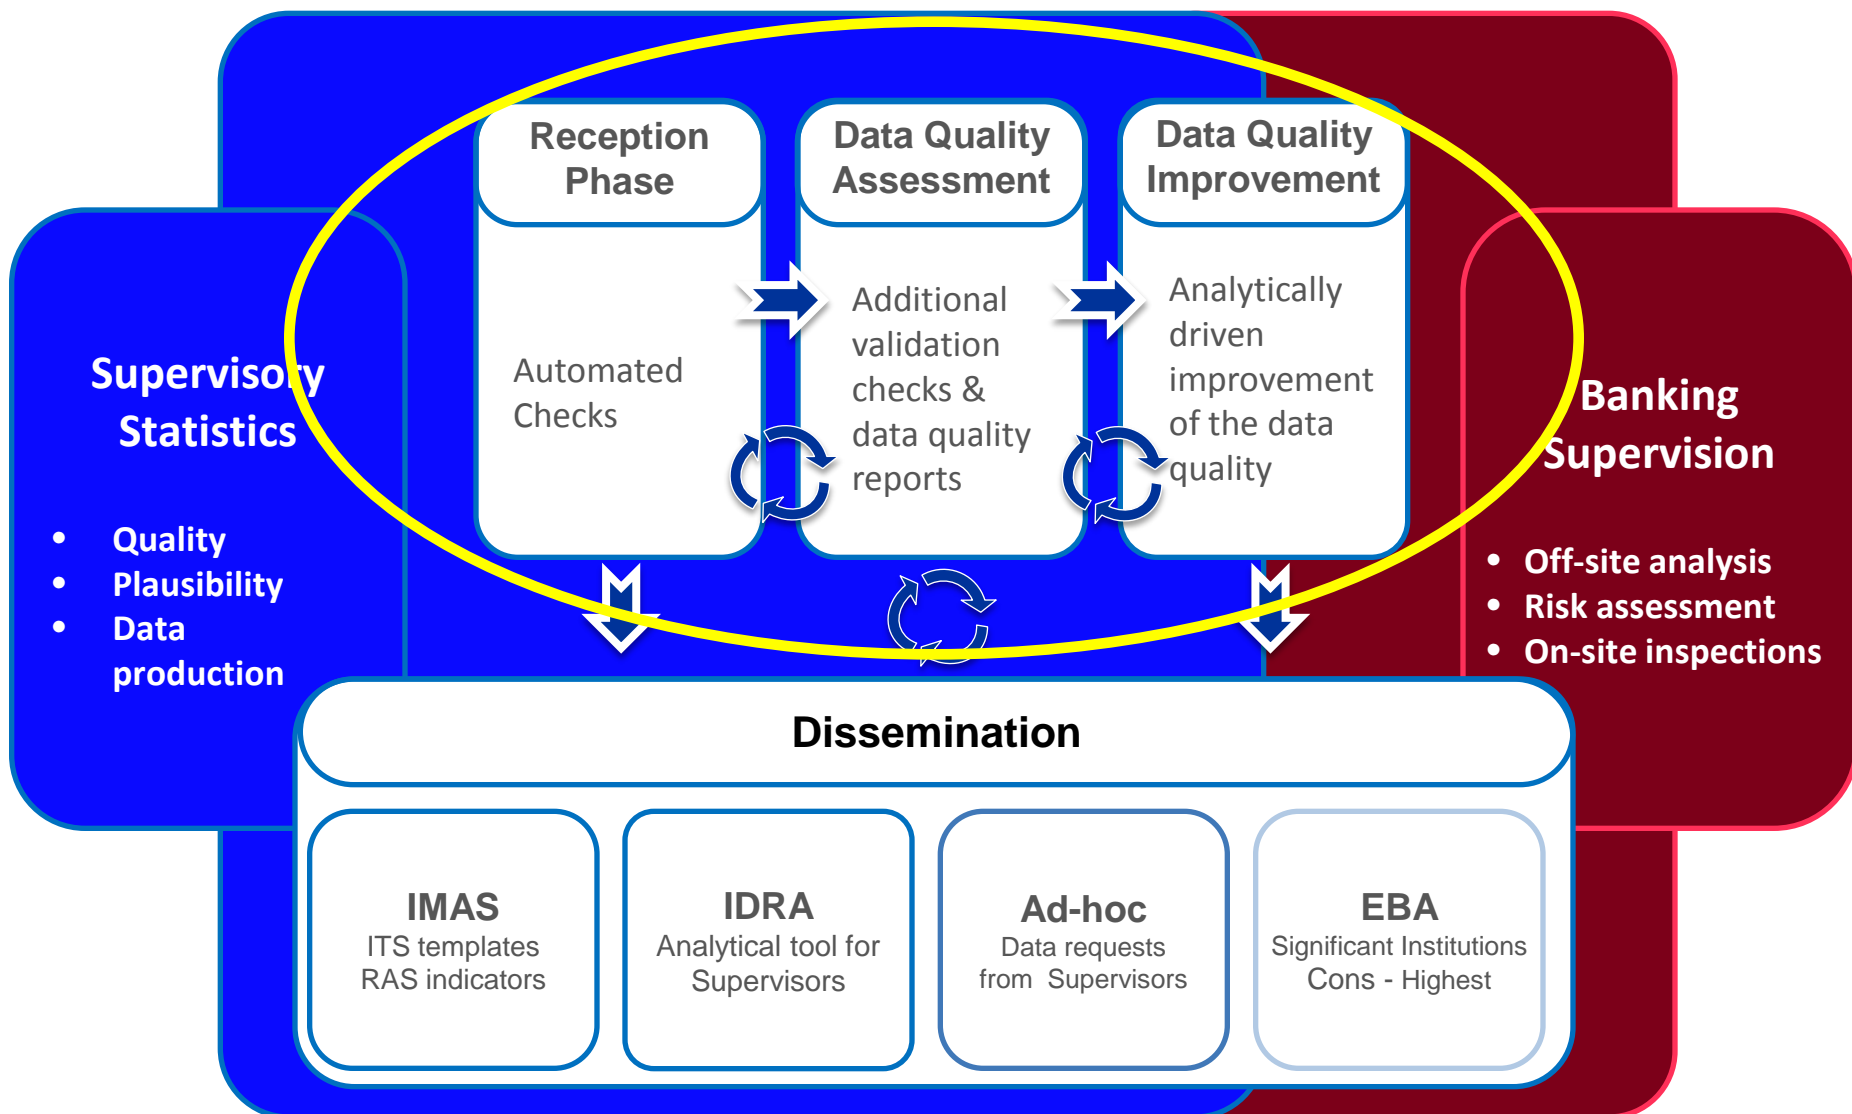 Reception
Phase
Automated
Checks
Data Quality
Assessment
Additional
validation
checks &
data quality
reports
Data Quality
Improvement
Analytically
driven
improvement
of the data
quality
Supervisory
Statistics
• Quality
• Plausibility
• Data
production
Banking
Supervision
• Off-site analysis
• Risk assessment
• On-site inspections
Dissemination
IMAS
ITS templates
RAS indicators
IDRA
Analytical tool for
Supervisors
Ad-hoc
Data requests
from Supervisors
EBA
Significant Institutions
Cons - Highest